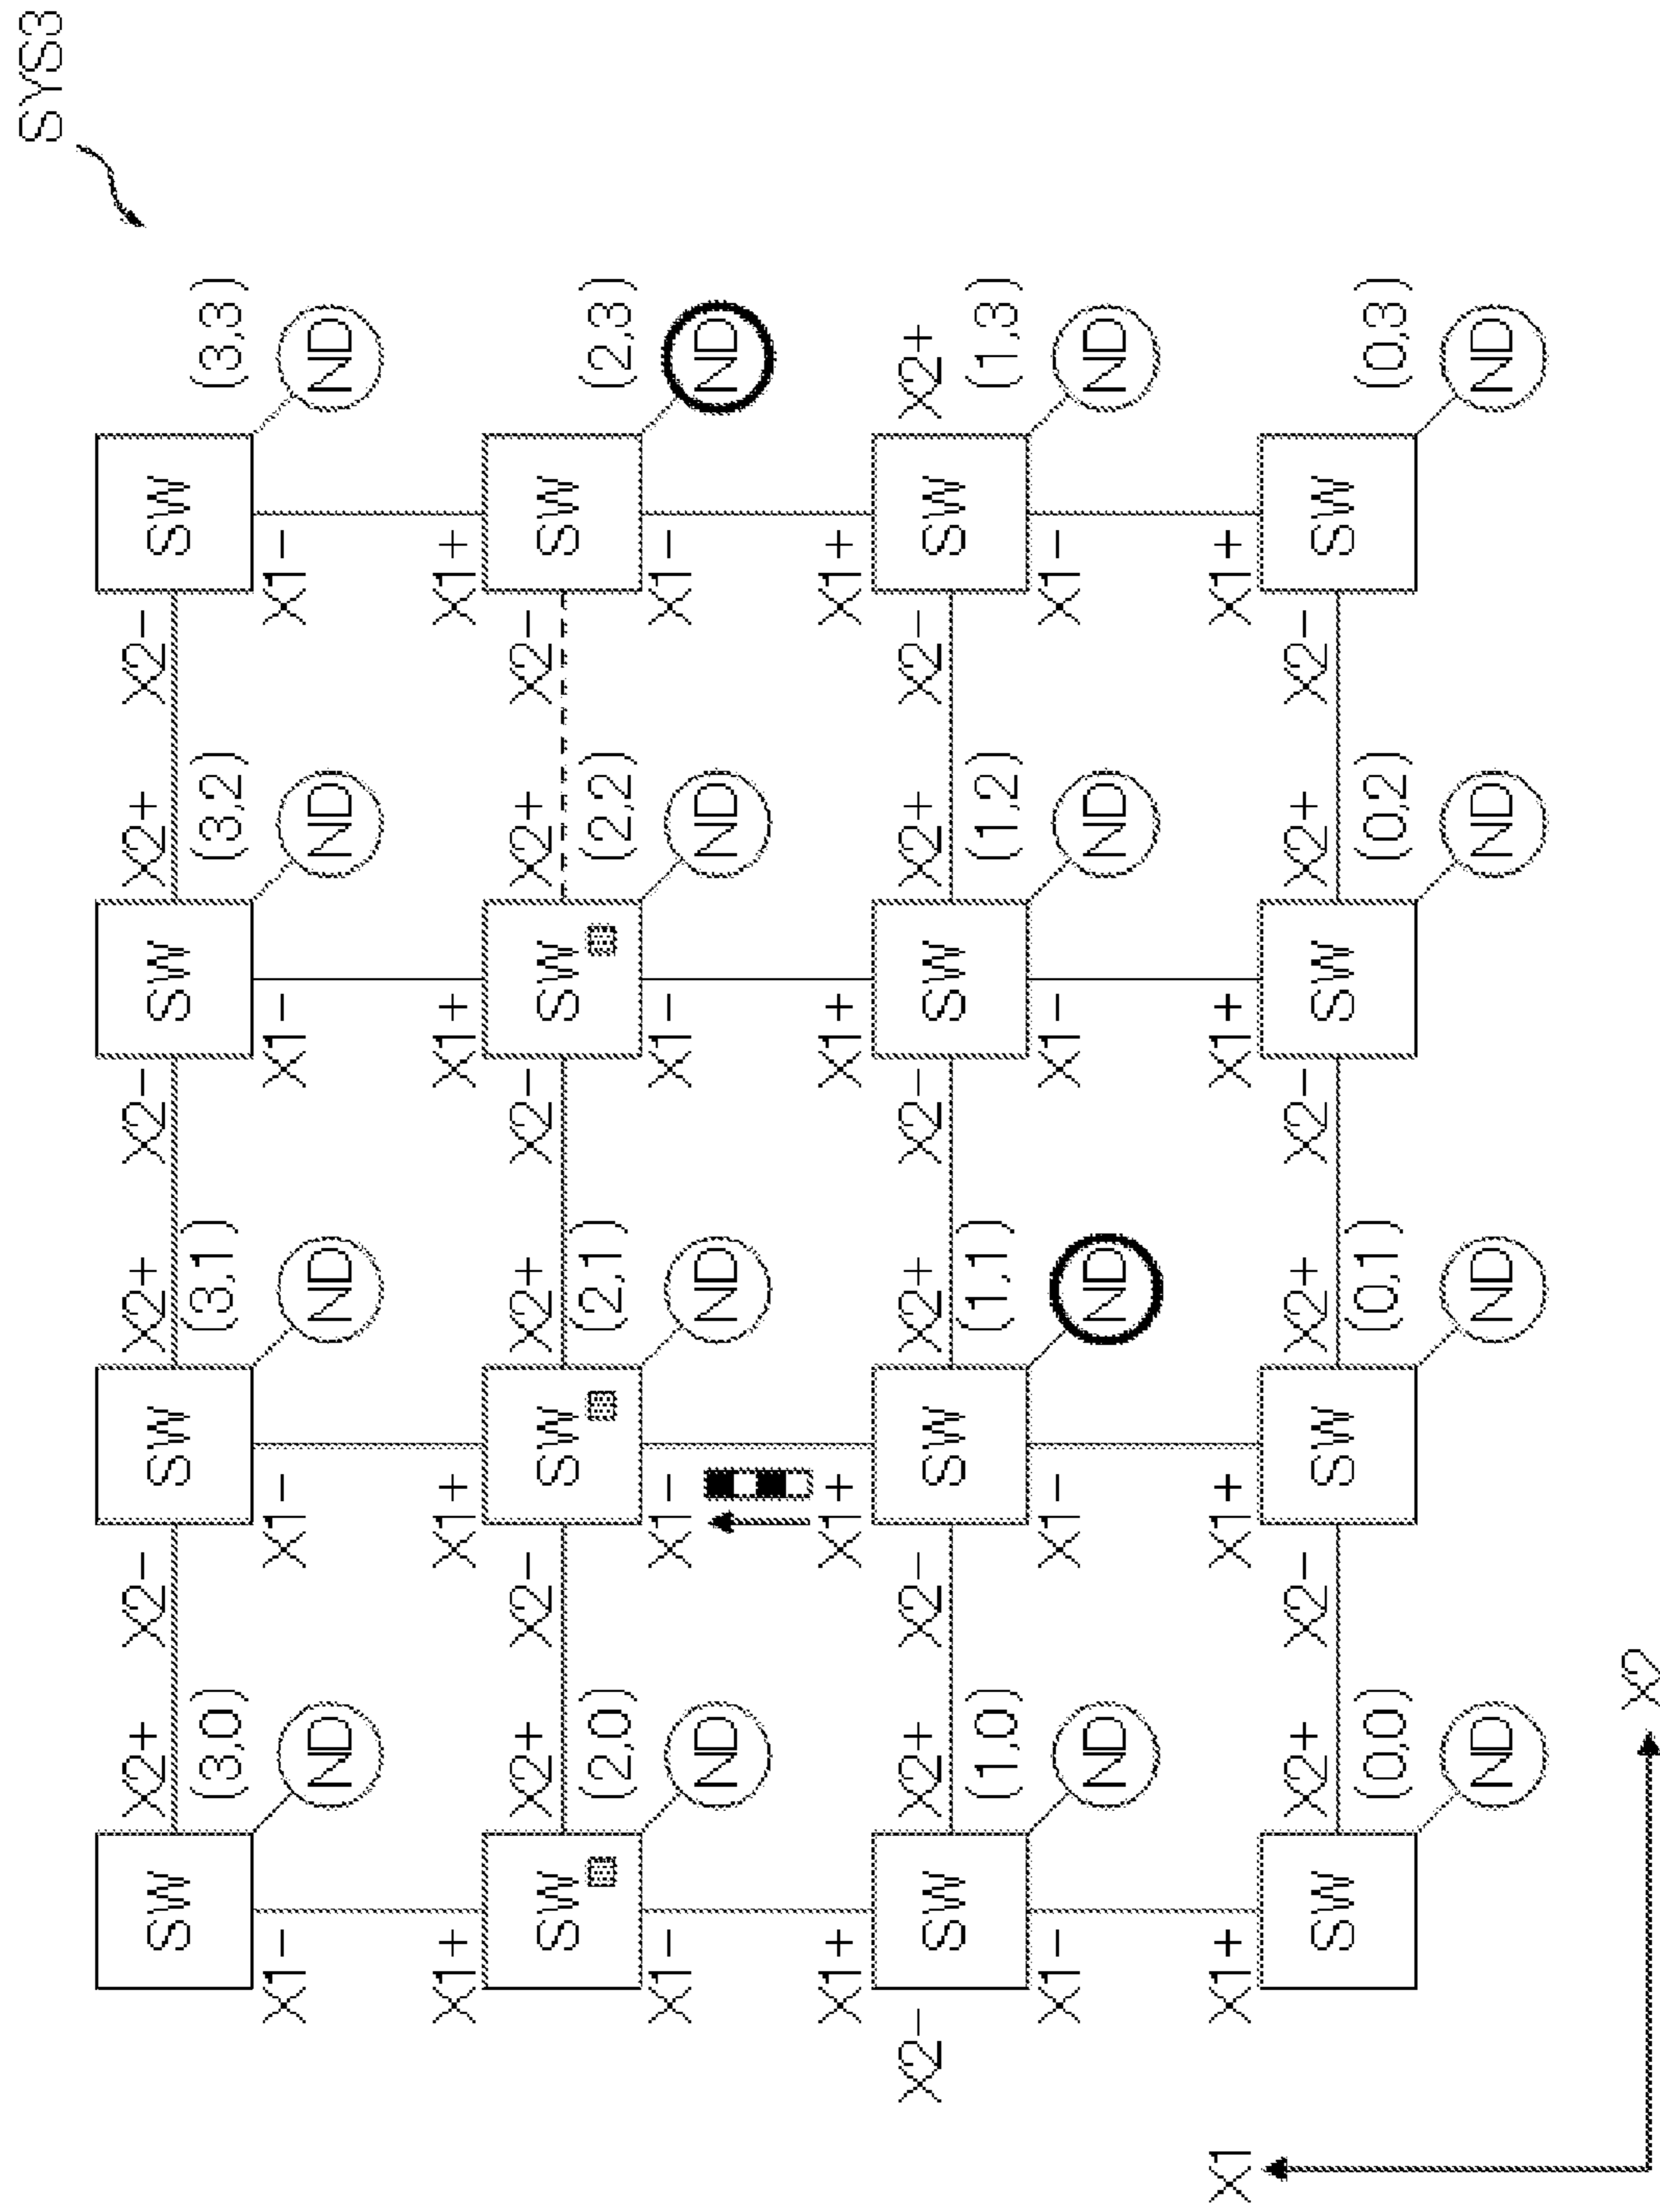 SYS3
X2+ X2- X2+ X2- X2+ X2-
SW SW SW SW
(3,0) (3,1) (3,2) (3,3)
X1- X1- X1- X1-
ND ND ND ND
X1+ X1+ X1+ X1+
X2+ X2- X2+ X2- X2+ X2-
SW SW SW SW
(2,0) (2,1) (2,2) (2,3)
X1- X1- X1- X1-
ND ND ND ND
X1+ X1+ X1+ X1+
X2- X2+ X2- X2+ X2- X2+ X2- X2+
SW SW SW SW
(1,0) (1,1) (1,2) (1,3)
X1- X1- X1- X1-
ND ND ND ND
X1 X1+ X1+ X1+ X1+
X2+ X2- X2+ X2- X2+ X2-
SW SW SW SW
(0,0) (0,1) (0,2) (0,3)
ND ND ND ND
X2